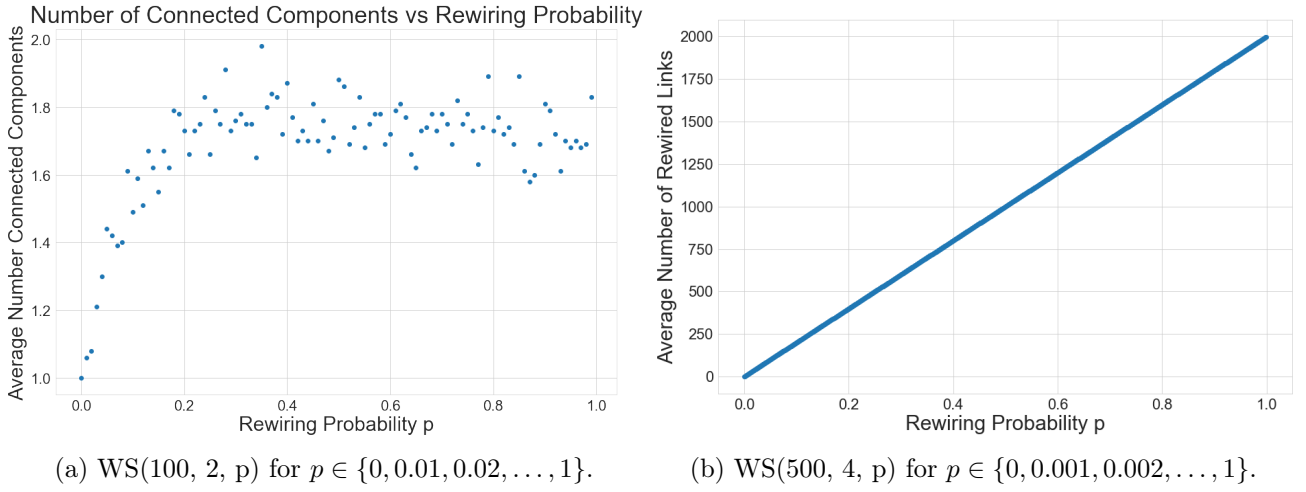 Number of Connected Components vs Rewiring Probability
Average Number Connected Components
2.0
1.8
1.6
1.4
1.2
1.0
0.0 0.2 0.4 0.6 0.8 1.0
Rewiring Probability p
(a) WS(100, 2, p) for p ∈ {0, 0.01, 0.02, . . . , 1}.
Average Number of Rewired Links
2000
1750
1500
1250
1000
750
500
250
0
0.0 0.2 0.4 0.6 0.8 1.0
Rewiring Probability p
(b) WS(500, 4, p) for p ∈ {0, 0.001, 0.002, . . . , 1}.